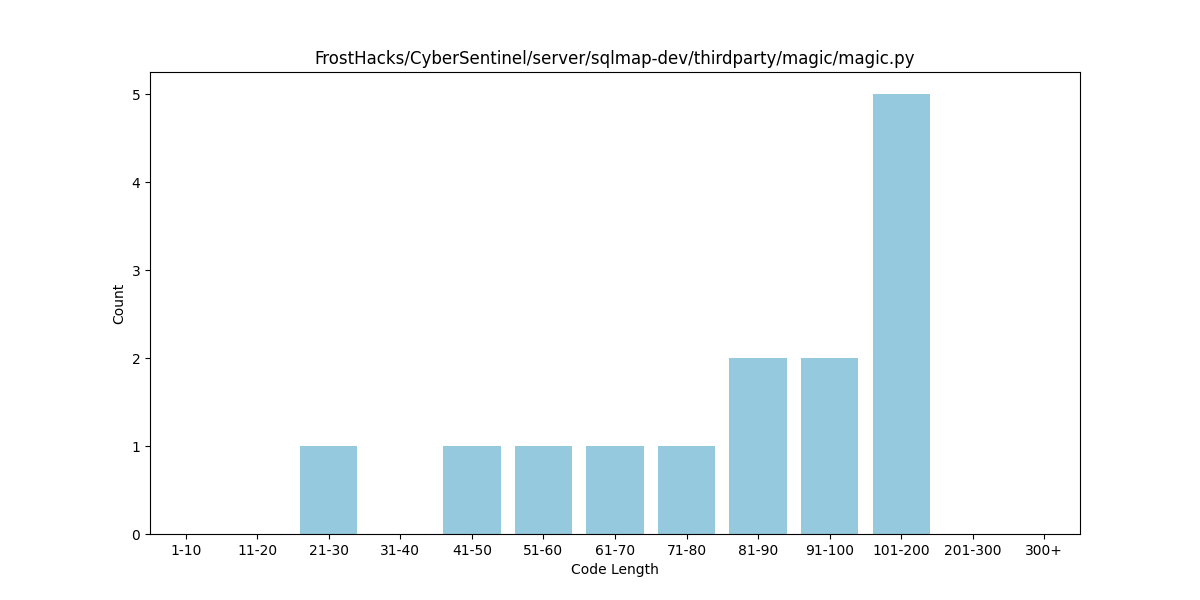 FrostHacks/CyberSentinel/server/sqlmap-dev/thirdparty/magic/magic.py
5
4
3
2
1
0
Count
1-10 11-20 21-30 31-40 41-50 51-60 61-70 71-80 81-90 91-100 101-200 201-300 300+
Code Length